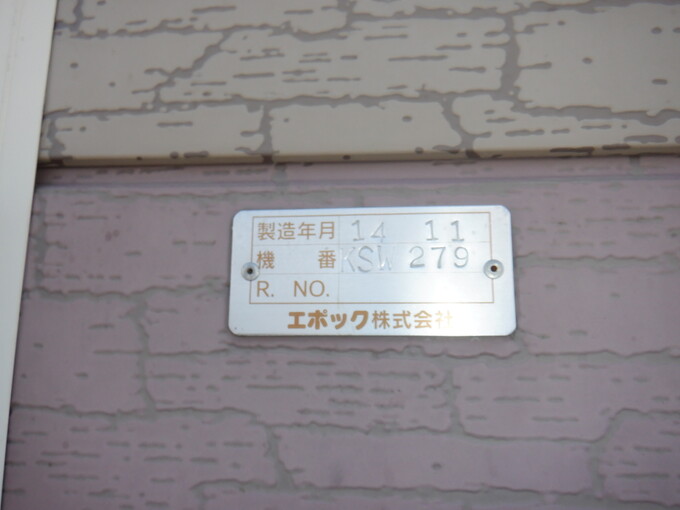 製造年月 14 11
機番 KSW 279
R. NO.
エポック株式会社